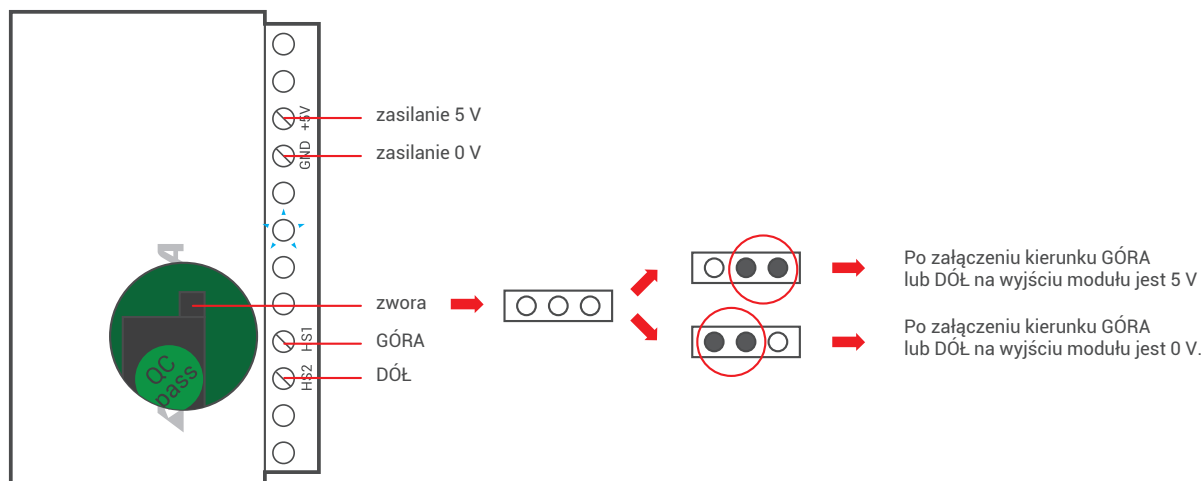 +5V
zasilanie 5 V
GND
zasilanie 0 V
zwora
HS1
GÓRA
HS2
DÓŁ
QC
pass
Po załączeniu kierunku GÓRA
lub DÓŁ na wyjściu modułu jest 5 V
Po załączeniu kierunku GÓRA
lub DÓŁ na wyjściu modułu jest 0 V.